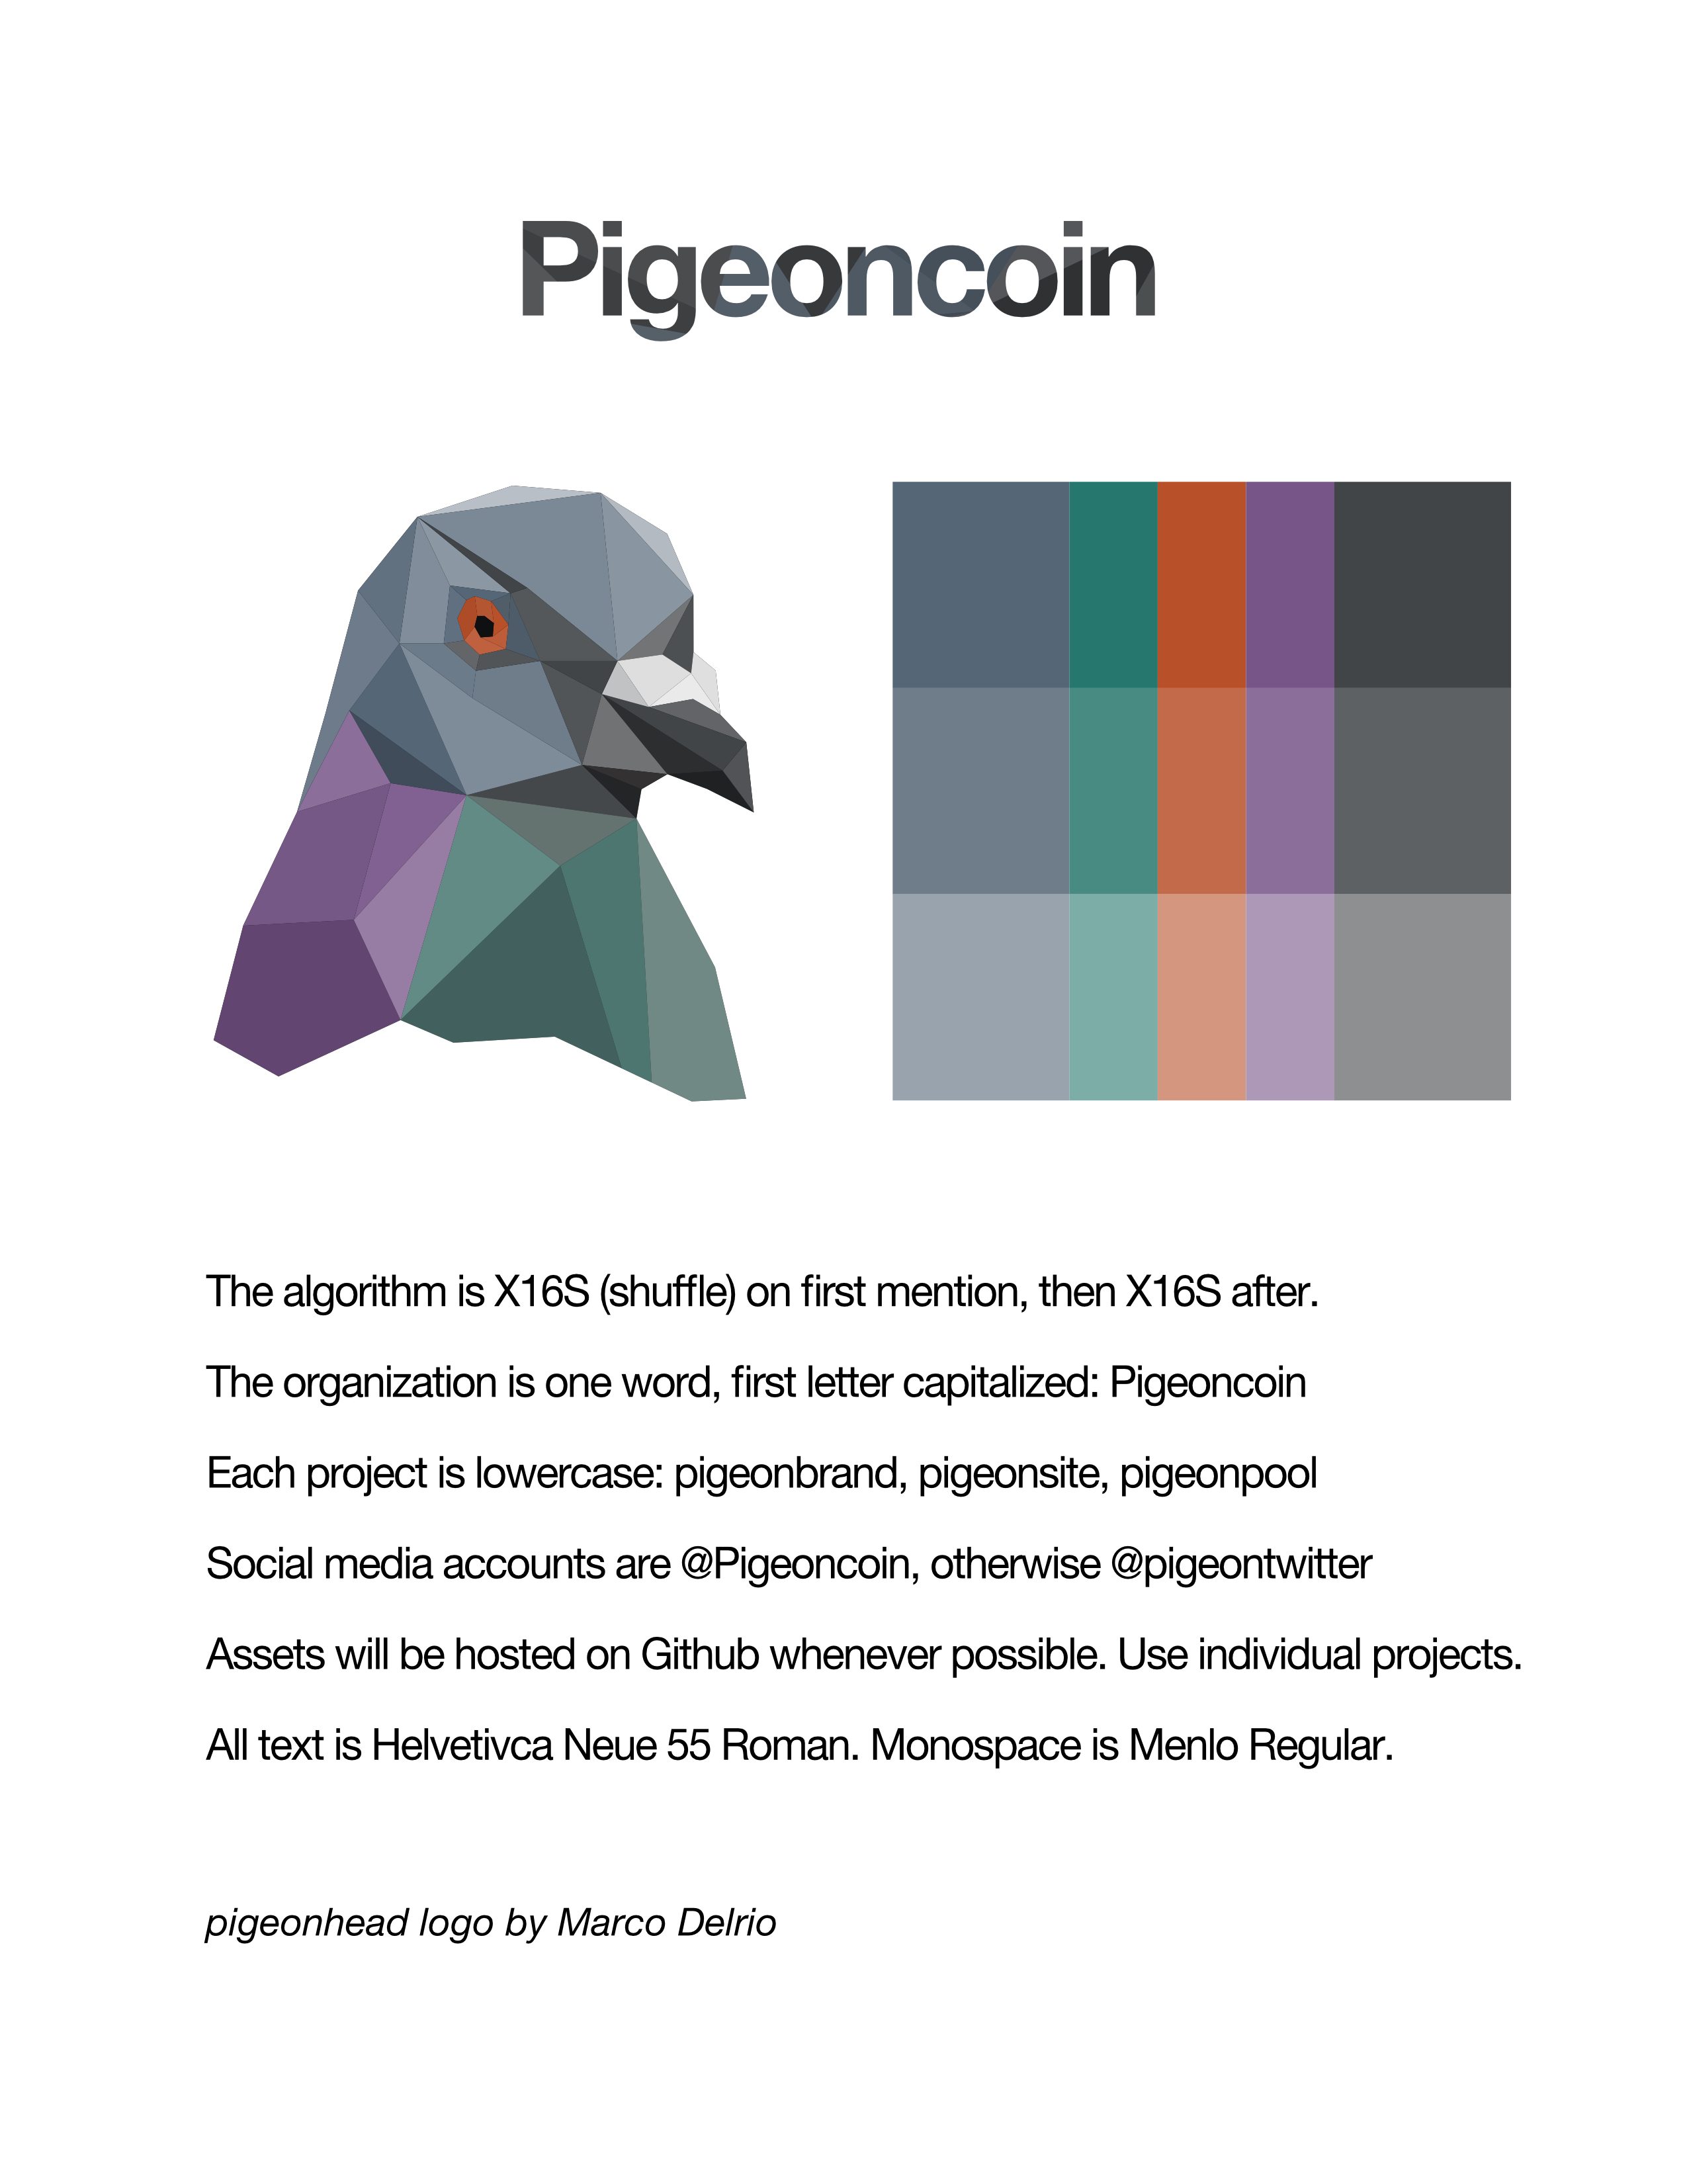 Pigeoncoin
The algorithm is X16S (shuffle) on first mention, then X16S after.
The organization is one word, first letter capitalized: Pigeoncoin
Each project is lowercase: pigeonbrand, pigeonsite, pigeonpool
Social media accounts are @Pigeoncoin, otherwise @pigeontwitter
Assets will be hosted on Github whenever possible. Use individual projects.
All text is Helvetivca Neue 55 Roman. Monospace is Menlo Regular.
pigeonhead logo by Marco Delrio